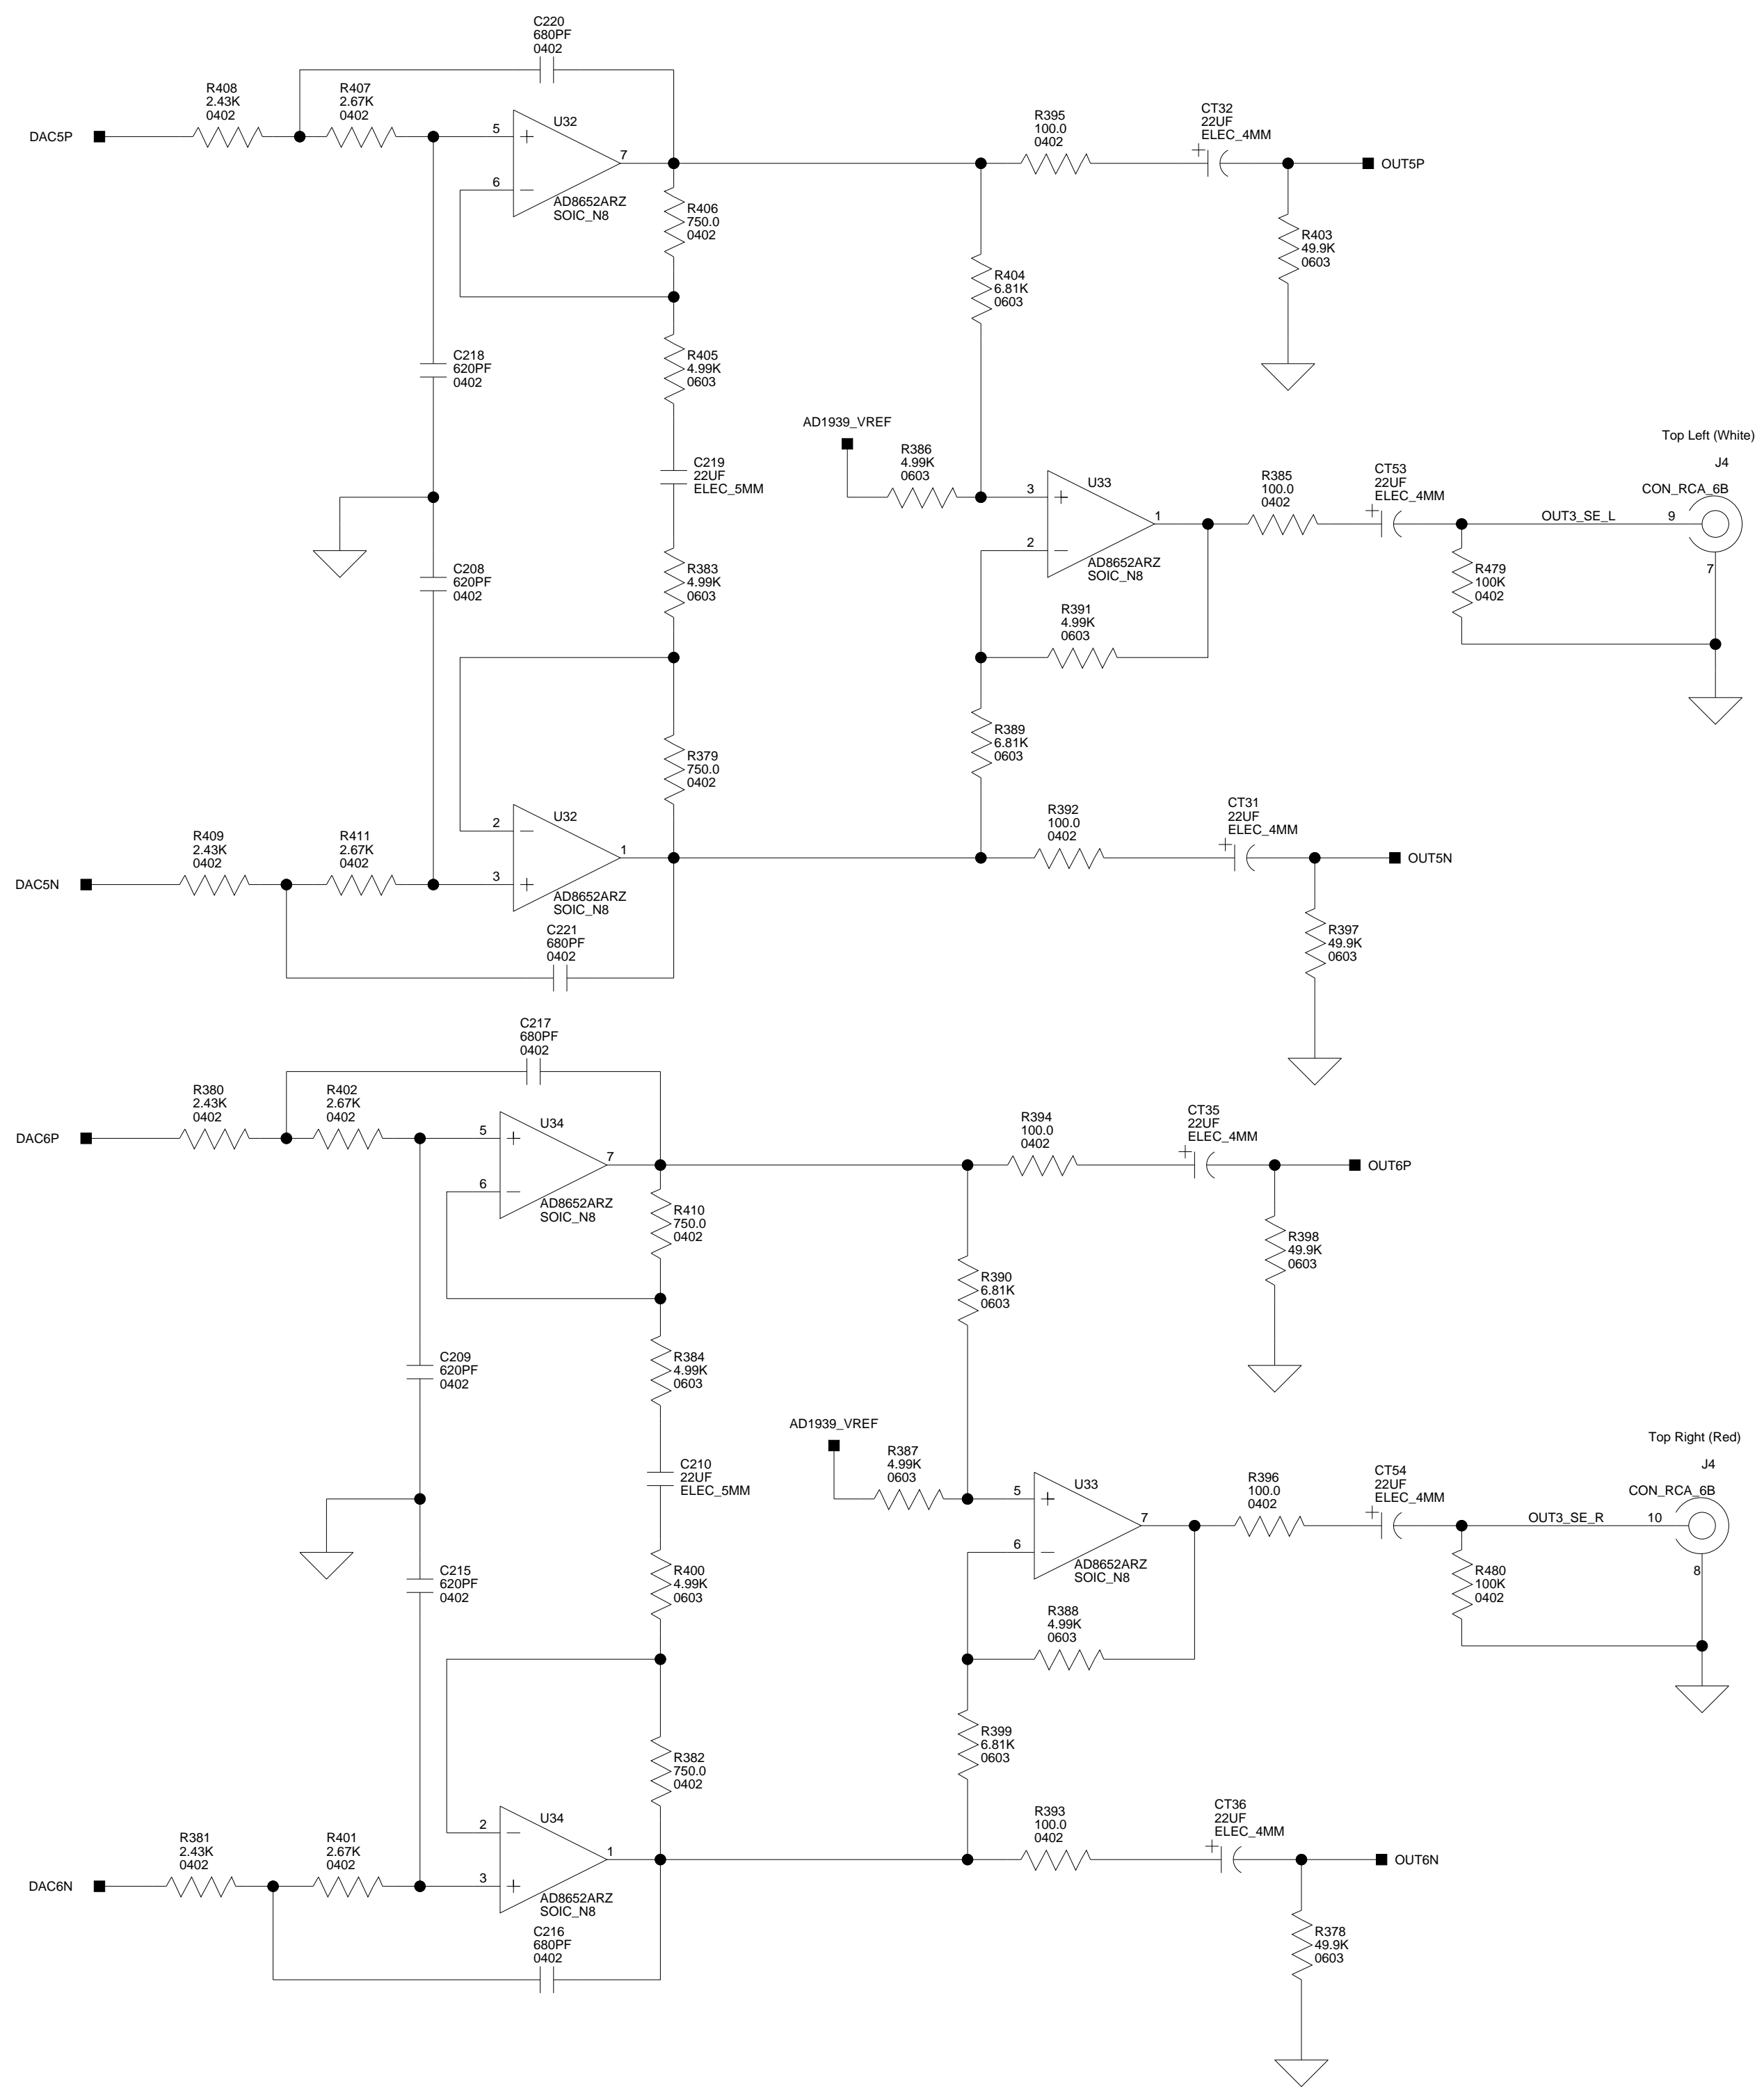 C220
680PF
0402
R408
2.43K
0402
R407
2.67K
0402
DAC5P
5
6
7
U32
AD8652ARZ
SOIC_N8
R406
750.0
0402
R395
100.0
0402
CT32
22UF
ELEC_4MM
+
OUT5P
R403
49.9K
0603
R404
6.81K
0603
C218
620PF
0402
R405
4.99K
0603
AD1939_VREF
R386
4.99K
0603
C219
22UF
ELEC_5MM
3
2
1
U33
AD8652ARZ
SOIC_N8
R385
100.0
0402
CT53
22UF
ELEC_4MM
+
Top Left (White)
J4
CON_RCA_6B
OUT3_SE_L
9
7
R479
100K
0402
C208
620PF
0402
R383
4.99K
0603
R391
4.99K
0603
R389
6.81K
0603
R379
750.0
0402
R409
2.43K
0402
R411
2.67K
0402
DAC5N
2
3
1
U32
AD8652ARZ
SOIC_N8
C221
680PF
0402
R392
100.0
0402
CT31
22UF
ELEC_4MM
+
OUT5N
R397
49.9K
0603
C217
680PF
0402
R380
2.43K
0402
R402
2.67K
0402
DAC6P
5
6
7
U34
AD8652ARZ
SOIC_N8
R410
750.0
0402
R394
100.0
0402
CT35
22UF
ELEC_4MM
+
OUT6P
R398
49.9K
0603
R390
6.81K
0603
C209
620PF
0402
R384
4.99K
0603
AD1939_VREF
R387
4.99K
0603
C210
22UF
ELEC_5MM
5
6
7
U33
AD8652ARZ
SOIC_N8
R396
100.0
0402
CT54
22UF
ELEC_4MM
+
Top Right (Red)
J4
CON_RCA_6B
OUT3_SE_R
10
8
R480
100K
0402
C215
620PF
0402
R400
4.99K
0603
R388
4.99K
0603
R399
6.81K
0603
R382
750.0
0402
R381
2.43K
0402
R401
2.67K
0402
DAC6N
2
3
1
U34
AD8652ARZ
SOIC_N8
C216
680PF
0402
R393
100.0
0402
CT36
22UF
ELEC_4MM
+
OUT6N
R378
49.9K
0603